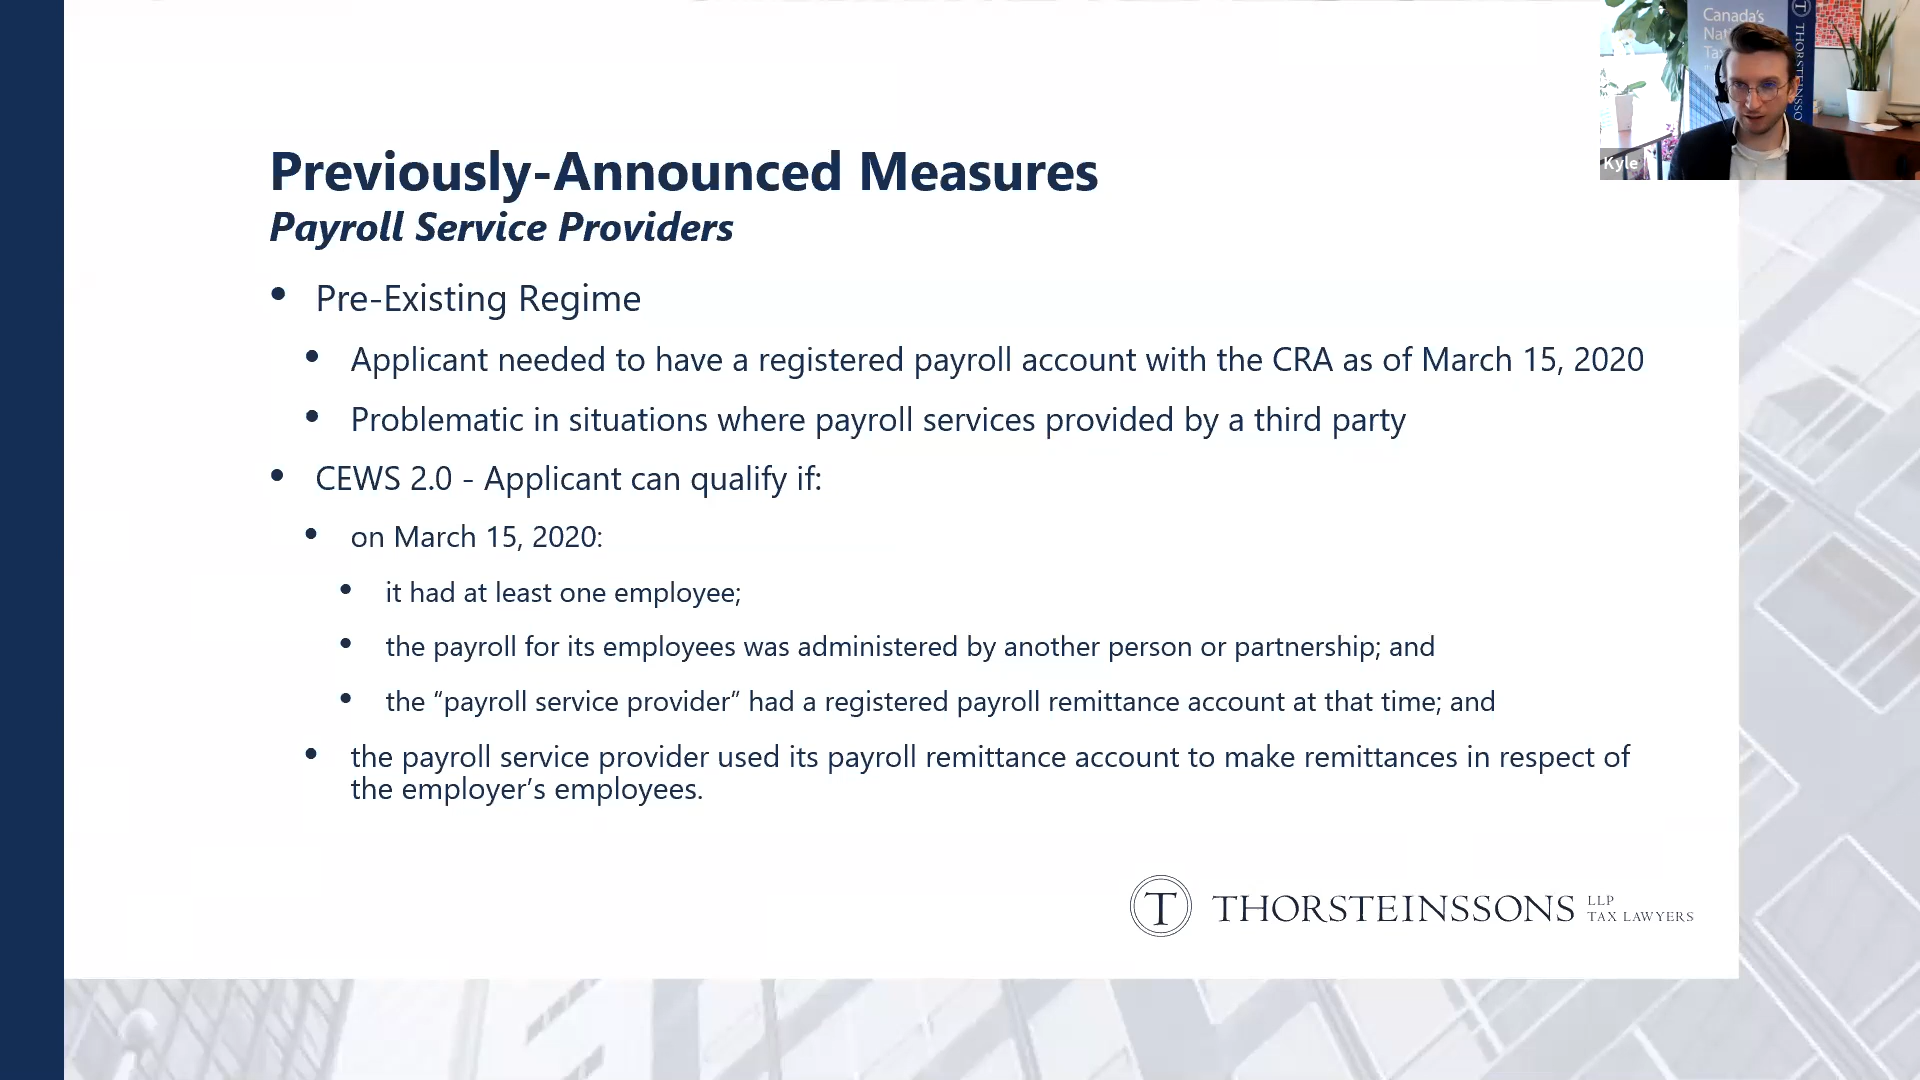 Previously-Announced Measures
Payroll Service Providers
• Pre-Existing Regime
• Applicant needed to have a registered payroll account with the CRA as of March 15, 2020
• Problematic in situations where payroll services provided by a third party
• CEWS 2.0 - Applicant can qualify if:
• on March 15, 2020:
• it had at least one employee;
• the payroll for its employees was administered by another person or partnership; and
• the “payroll service provider” had a registered payroll remittance account at that time; and
• the payroll service provider used its payroll remittance account to make remittances in respect of
the employer’s employees.
T THORSTEINSSONS LLP
TAX LAWYERS
Canada's
T THORSTEINSSO
Kyle